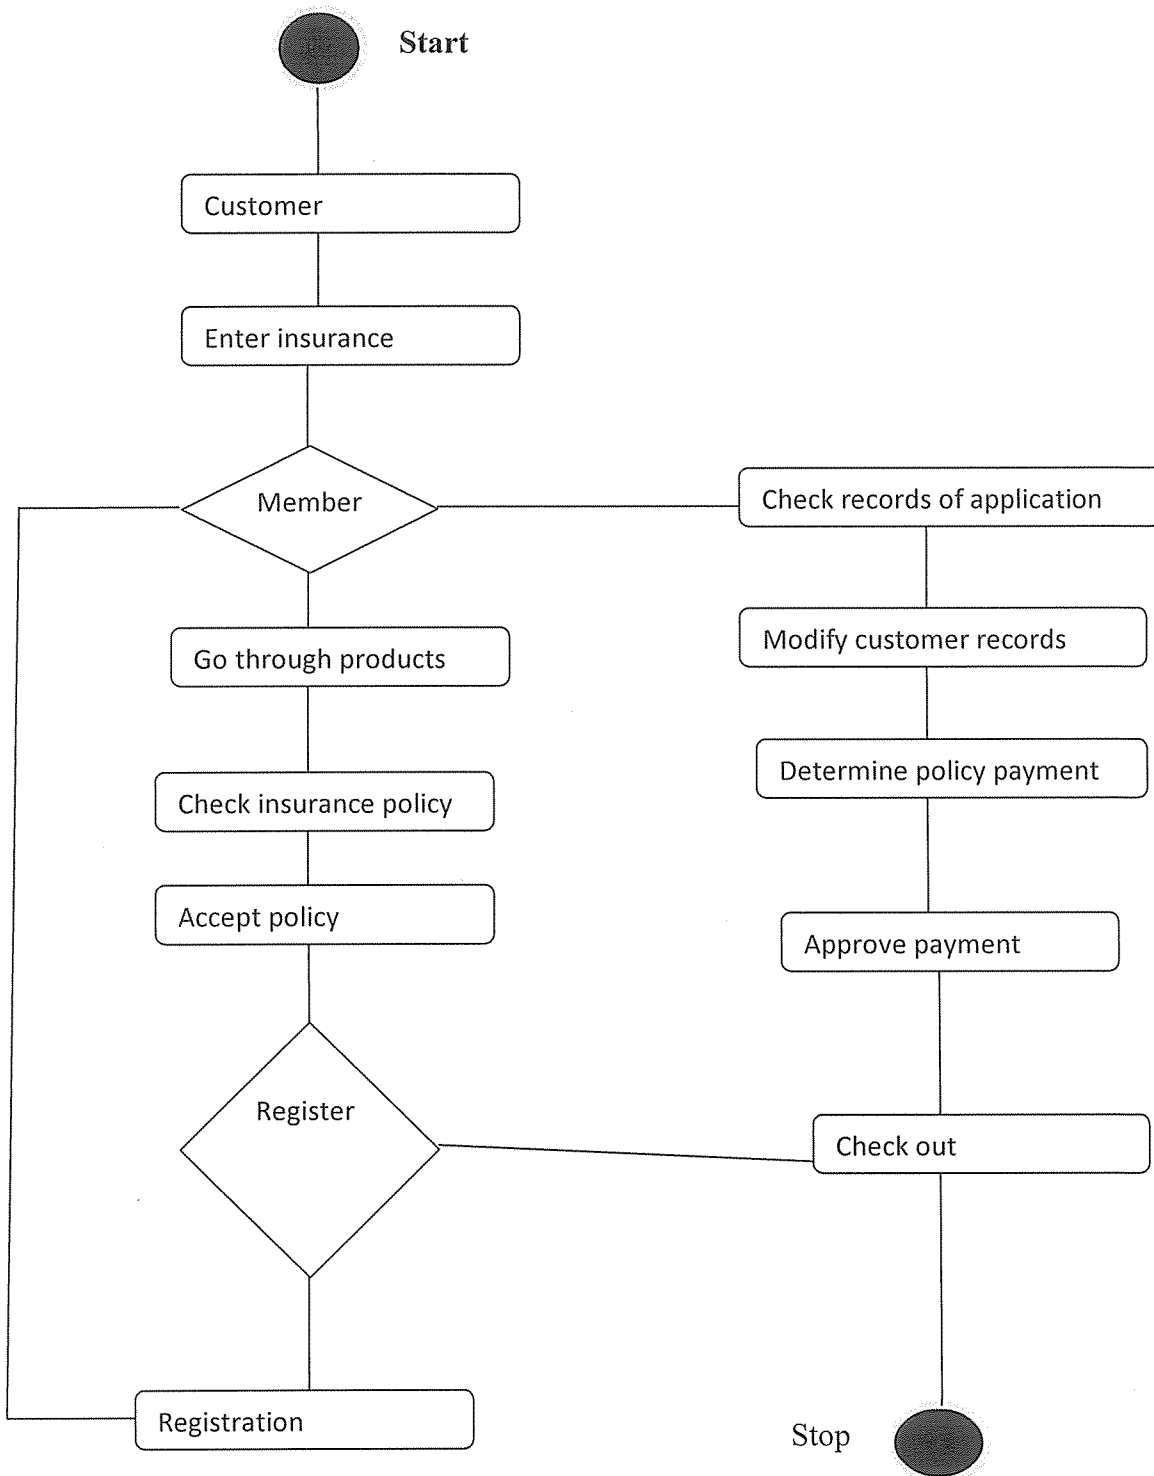 Start
Customer
Enter insurance
Member
Check records of application
Go through products
Modify customer records
Check insurance policy
Determine policy payment
Accept policy
Approve payment
Register
Check out
Registration
Stop